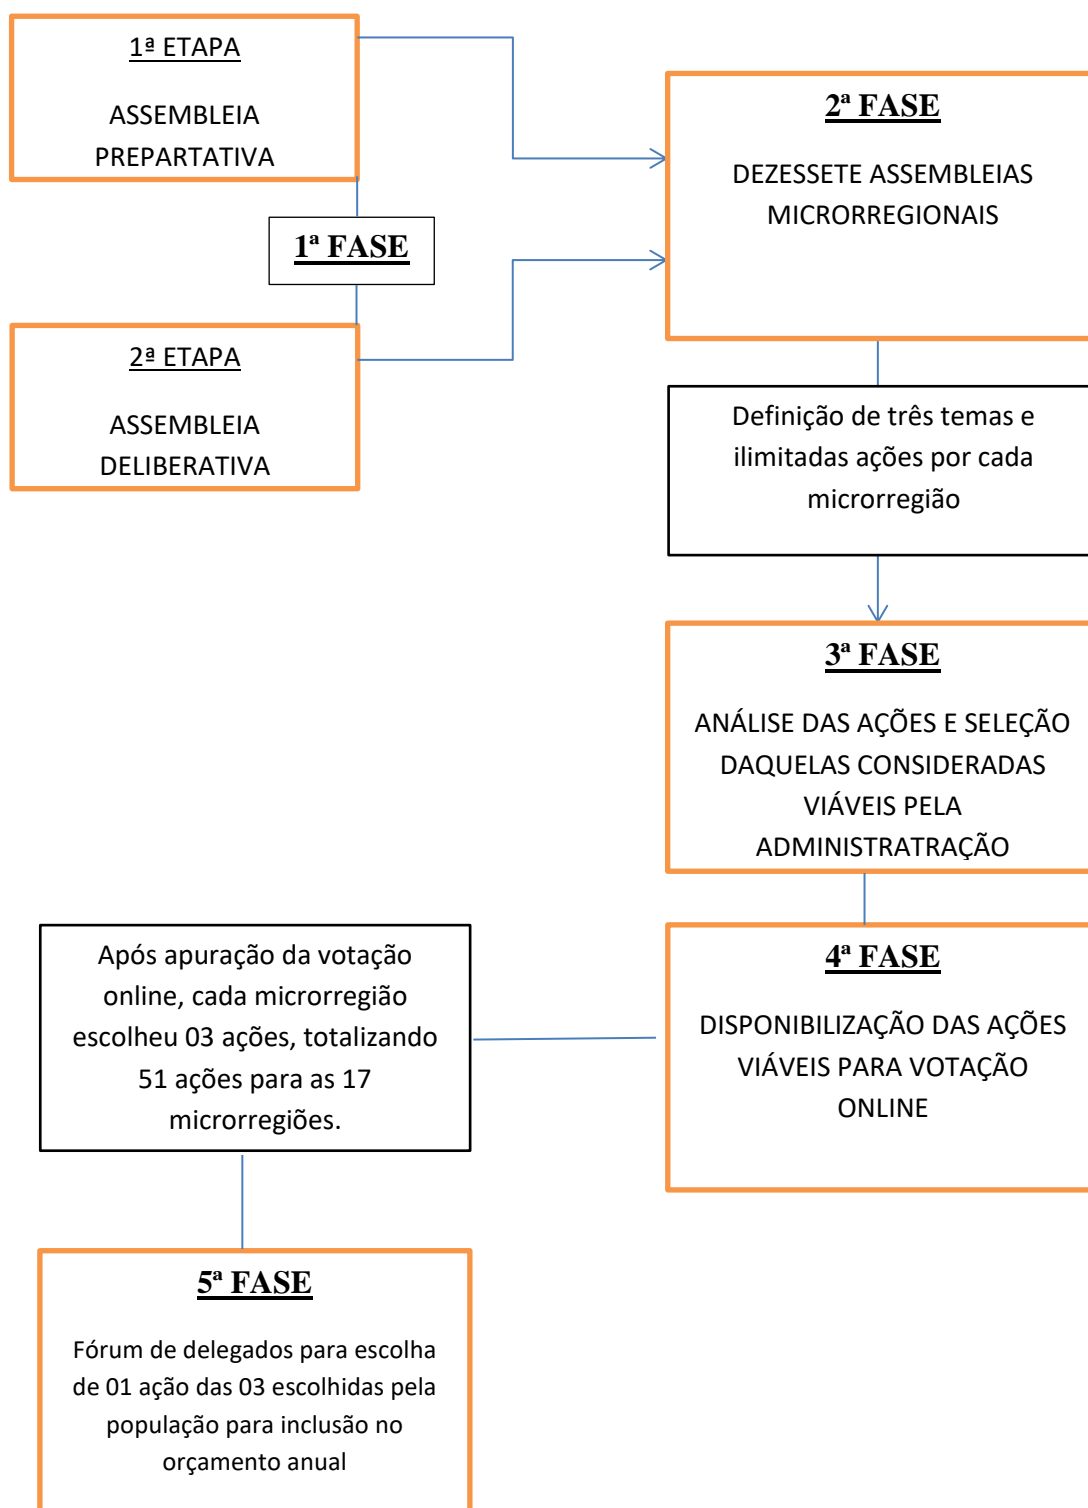 1ª ETAPA
ASSEMBLEIA
PREPARTATIVA
1ª FASE
2ª ETAPA
ASSEMBLEIA
DELIBERATIVA
2ª FASE
DEZESSETE ASSEMBLEIAS
MICRORREGIONAIS
Definição de três temas e
ilimitadas ações por cada
microrregião
3ª FASE
ANÁLISE DAS AÇÕES E SELEÇÃO
DAQUELAS CONSIDERADAS
VIÁVEIS PELA
ADMINISTRATRAÇÃO
4ª FASE
DISPONIBILIZAÇÃO DAS AÇÕES
VIÁVEIS PARA VOTAÇÃO
ONLINE
Após apuração da votação
online, cada microrregião
escolheu 03 ações, totalizando
51 ações para as 17
microrregiões.
5ª FASE
Fórum de delegados para escolha
de 01 ação das 03 escolhidas pela
população para inclusão no
orçamento anual